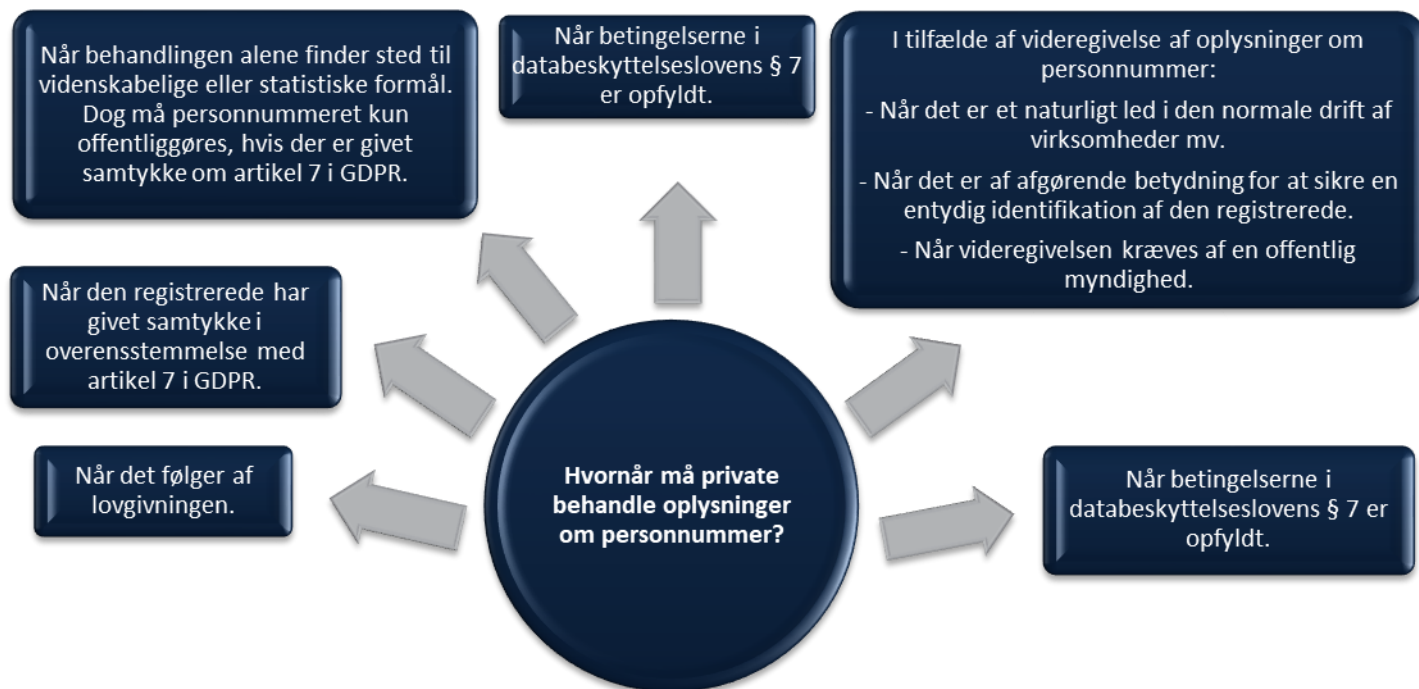 Når behandlingen alene finder sted til
videnskabelige eller statistiske formål.
Dog må personnummeret kun
offentliggøres, hvis der er givet
samtykke om artikel 7 i GDPR.
Når betingelserne i
databeskyttelseslovens § 7
er opfyldt.
I tilfælde af videregivelse af oplysninger om
personnummer:
- Når det er et naturligt led i den normale drift af
virksomheder mv.
- Når det er af afgørende betydning for at sikre en
entydig identifikation af den registrerede.
- Når videregivelsen kræves af en offentlig
myndighed.
Når den registrerede har
givet samtykke i
overensstemmelse med
artikel 7 i GDPR.
Når det følger af
lovgivningen.
Hvornår må private
behandle oplysninger
om personnummer?
Når betingelserne i
databeskyttelseslovens § 7 er
opfyldt.